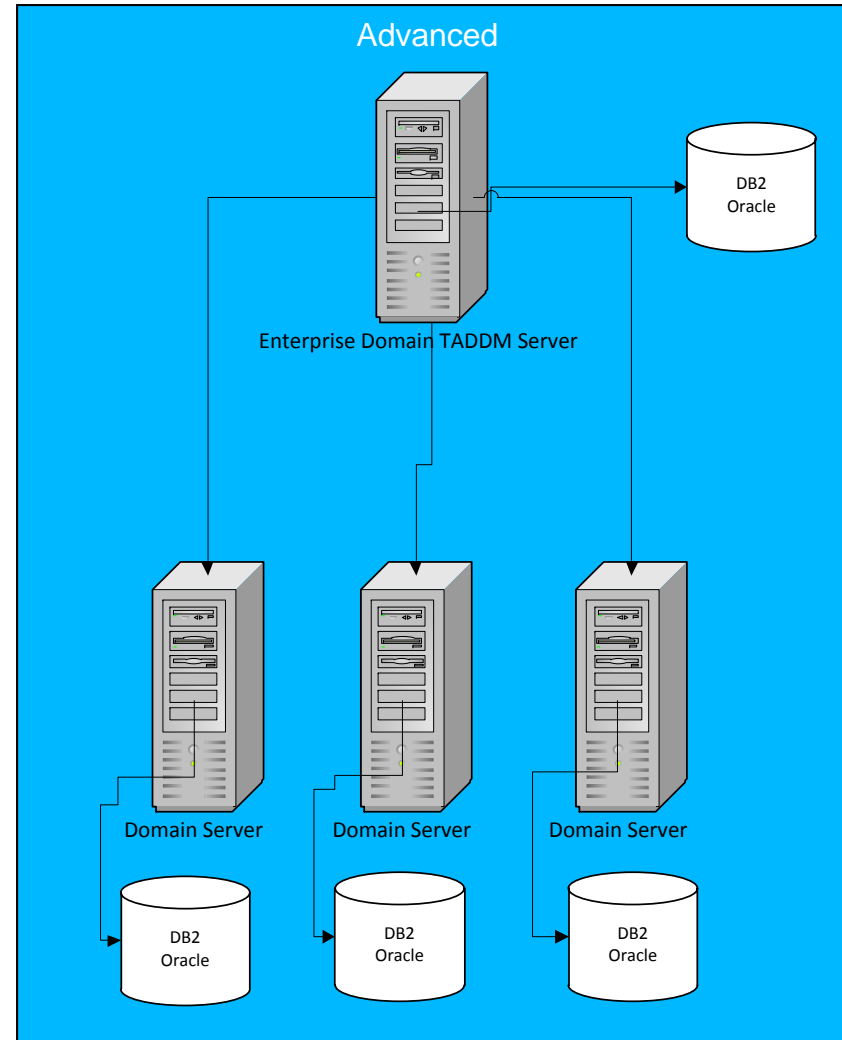 Advanced
DB2
Oracle
Enterprise Domain TADDM Server
Domain Server
Domain Server
Domain Server
DB2
Oracle
DB2
Oracle
DB2
Oracle